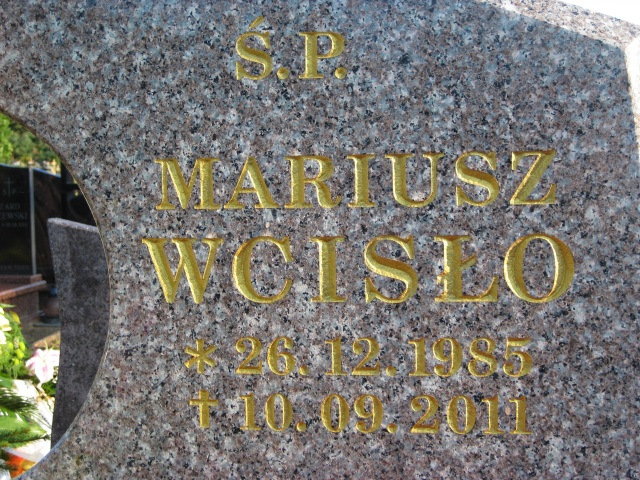 Ś.P.
MARIUSZ
WCISŁO
* 26.12.1985
✝ 10.09.2011